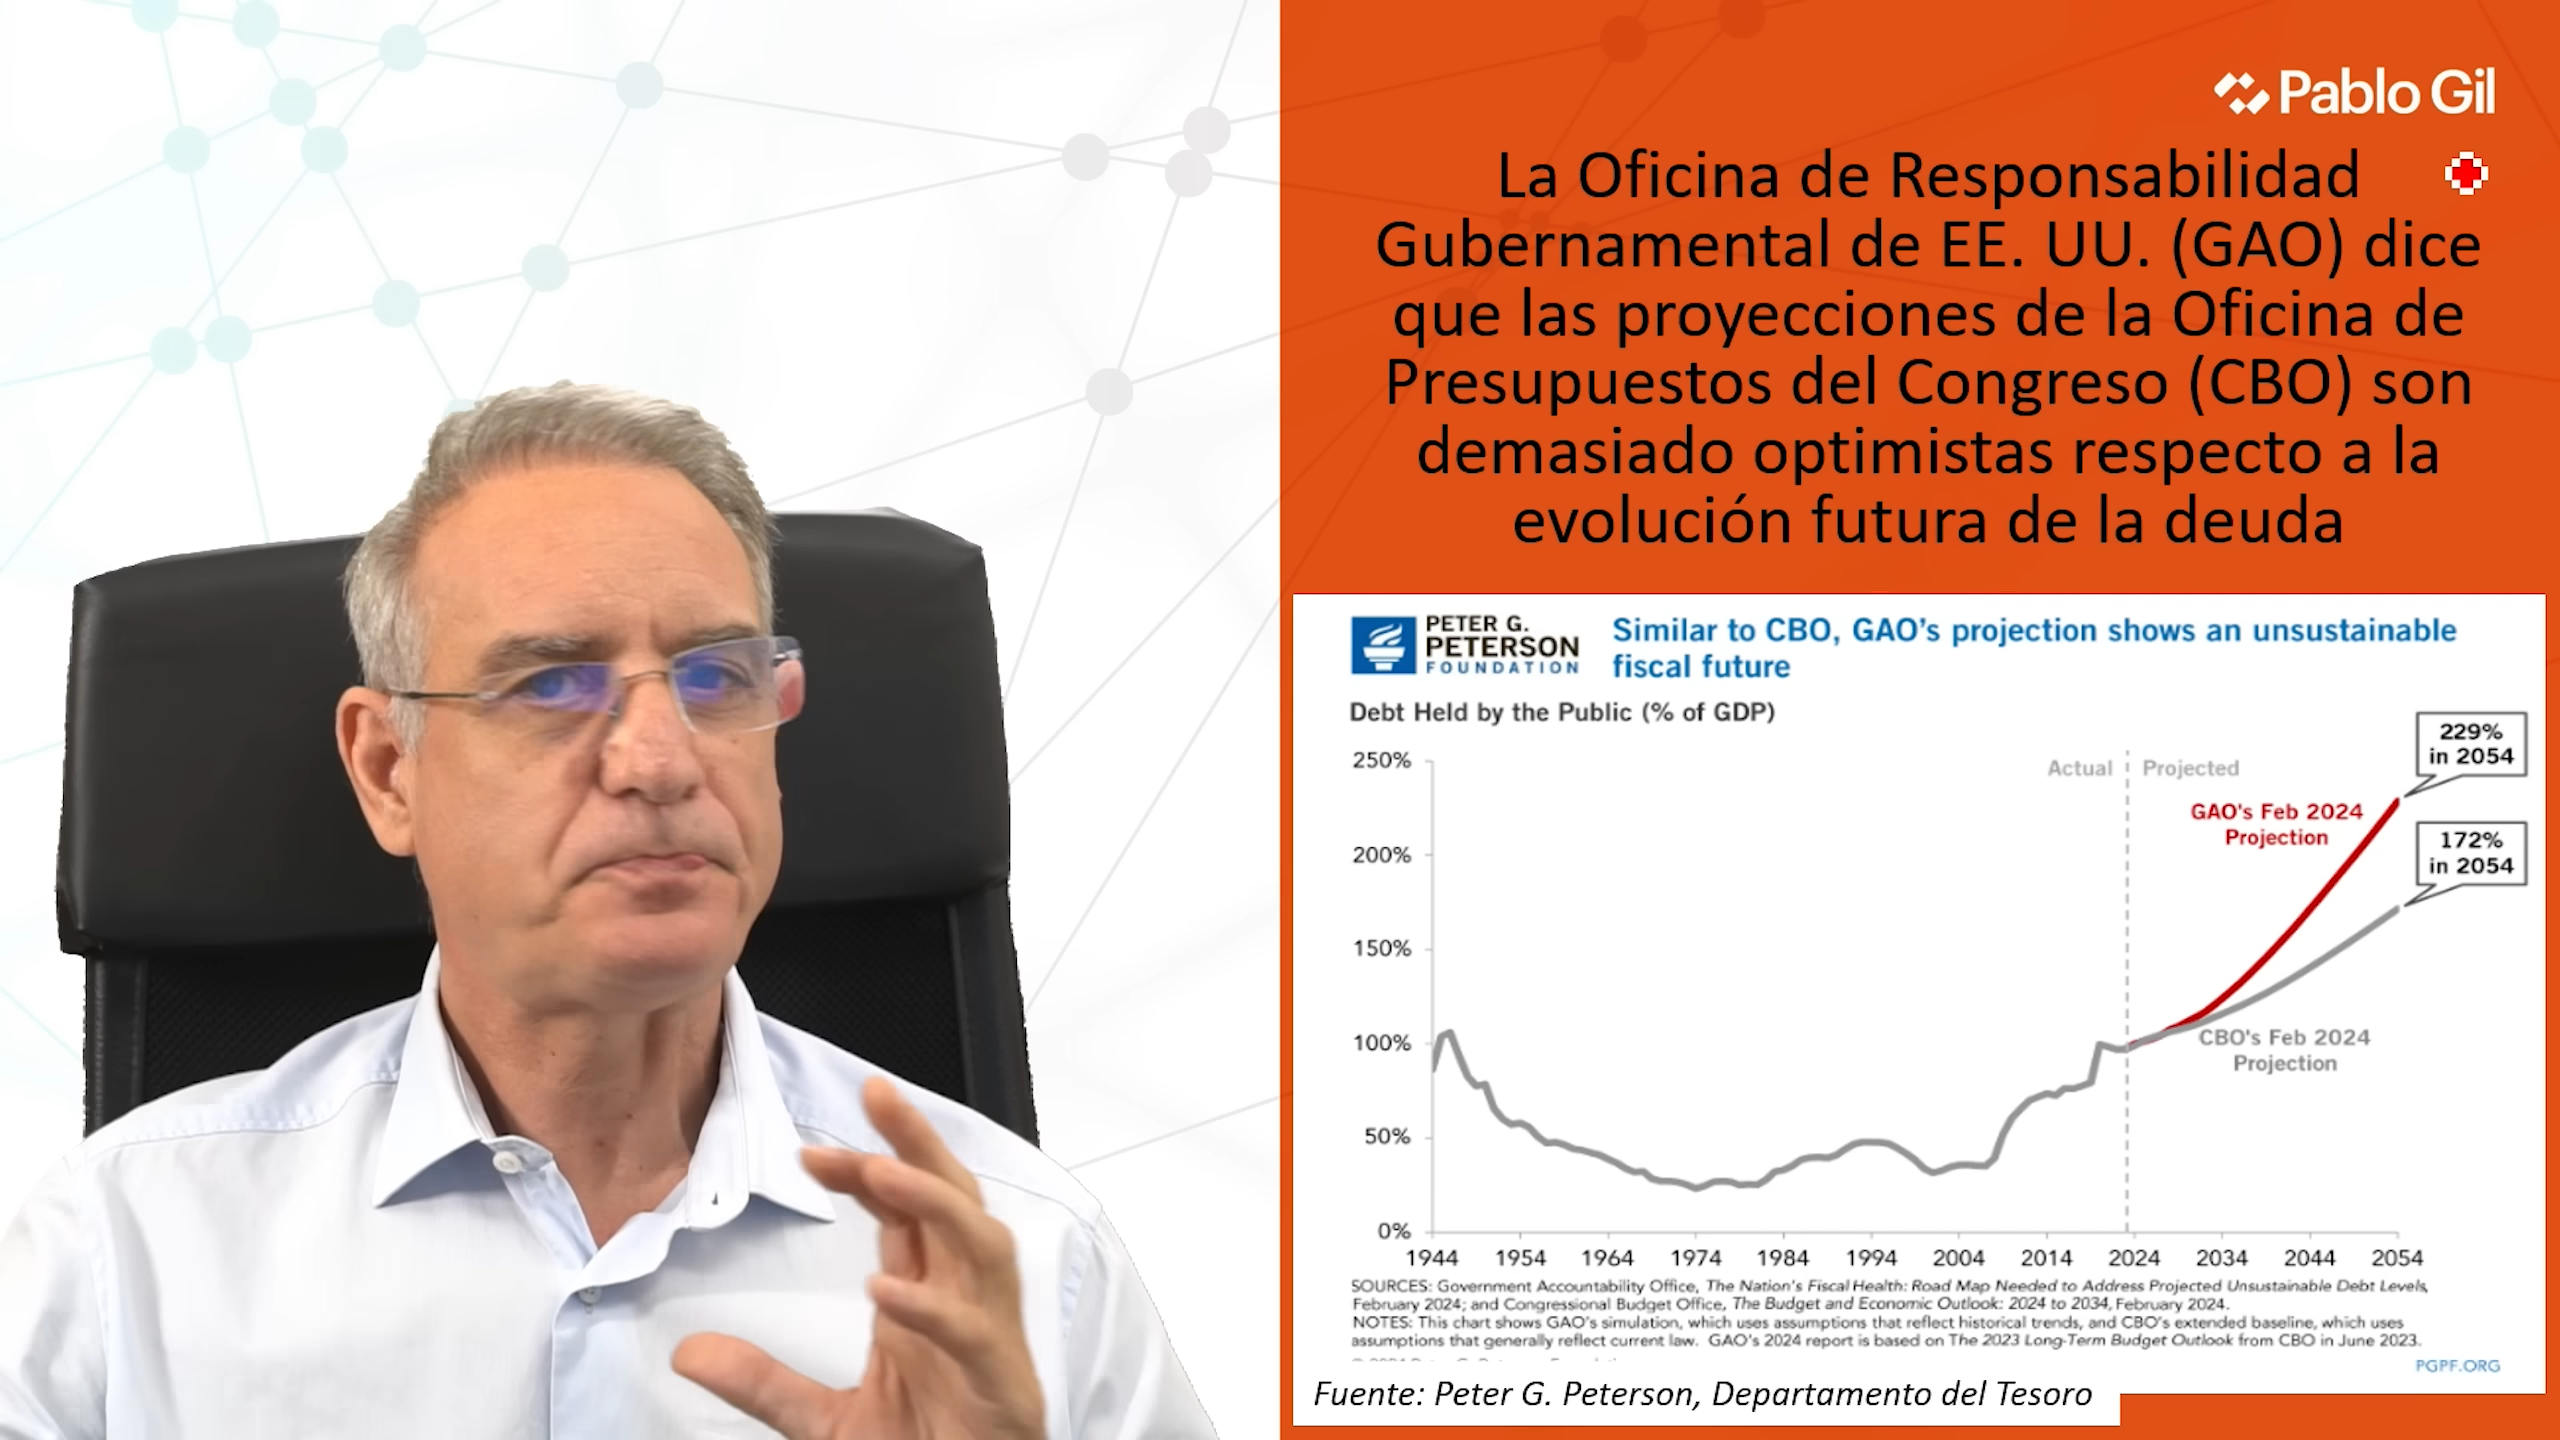 Pablo Gil
La Oficina de Responsabilidad
Gubernamental de EE. UU. (GAO) dice
que las proyecciones de la Oficina de
Presupuestos del Congreso (CBO) son
demasiado optimistas respecto a la
evolución futura de la deuda
PETER G.
PETERSON
FOUNDATION
Similar to CBO, GAO's projection shows an unsustainable
fiscal future
Debt Held by the Public (% of GDP)
229%
in 2054
250%
Actual
Projected
GAO's Feb 2024
Projection
172%
in 2054
200%
150%
100%
CBO's Feb 2024
Projection
50%
0%
1944 1954 1964 1974 1984 1994 2004 2014 2024 2034 2044 2054
SOURCES: Government Accountability Office, The Nation's Fiscal Health: Road Map Needed to Address Projected Unsustainable Debt Levels,
February 2024; and Congressional Budget Office, The Budget and Economic Outlook: 2024 to 2034, February 2024.
NOTES: This chart shows GAO's simulation, which uses assumptions that reflect historical trends, and CBO's extended baseline, which uses
assumptions that generally reflect current law. GAO's 2024 report is based on The 2023 Long-Term Budget Outlook from CBO in June 2023.
PGPF.ORG
Fuente: Peter G. Peterson, Departamento del Tesoro